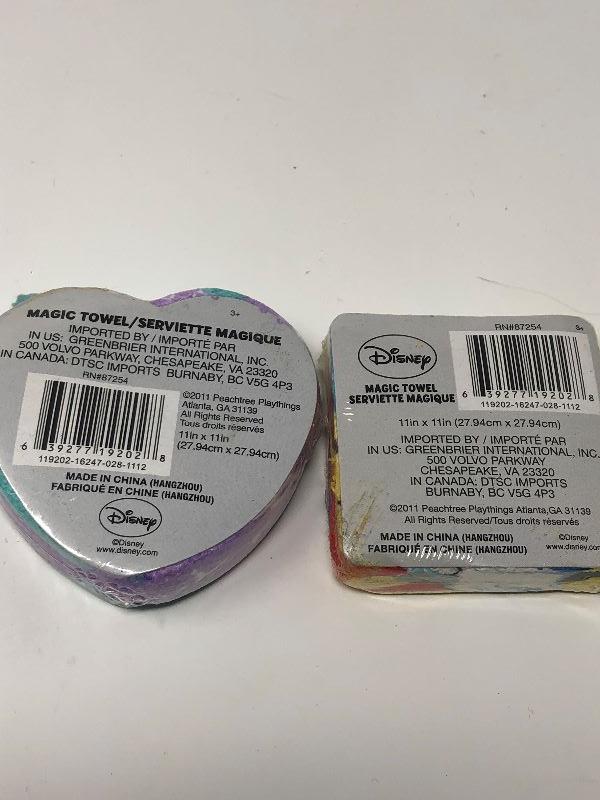 MAGIC TOWEL/SERVIETTE MAGIQUE
3+
IMPORTED BY / IMPORTÉ PAR
IN US: GREENBRIER INTERNATIONAL, INC.
500 VOLVO PARKWAY, CHESAPEAKE, VA 23320
IN CANADA: DTSC IMPORTS BURNABY, BC V5G 4P3
RN#87254
6 39277 19202 8
119202-16247-028-1112
©2011 Peachtree Playthings
Atlanta, GA 31139
All Rights Reserved
Tous droits réservés
11in x 11in
(27.94cm x 27.94cm)
MADE IN CHINA (HANGZHOU)
FABRIQUÉ EN CHINE (HANGZHOU)
Disney
©Disney
www.disney.com
RN#87254
3+
Disney
MAGIC TOWEL
SERVIETTE MAGIQUE
6 39277 19202 8
119202-16247-028-1112
11in x 11in (27.94cm x 27.94cm)
IMPORTED BY / IMPORTÉ PAR
IN US: GREENBRIER INTERNATIONAL, INC.
500 VOLVO PARKWAY
CHESAPEAKE, VA 23320
IN CANADA: DTSC IMPORTS
BURNABY, BC V5G 4P3
©2011 Peachtree Playthings Atlanta,GA 31139
All Rights Reserved/Tous droits réservés
MADE IN CHINA (HANGZHOU)
FABRIQUÉ EN CHINE (HANGZHOU)
©Disney
www.disney.com